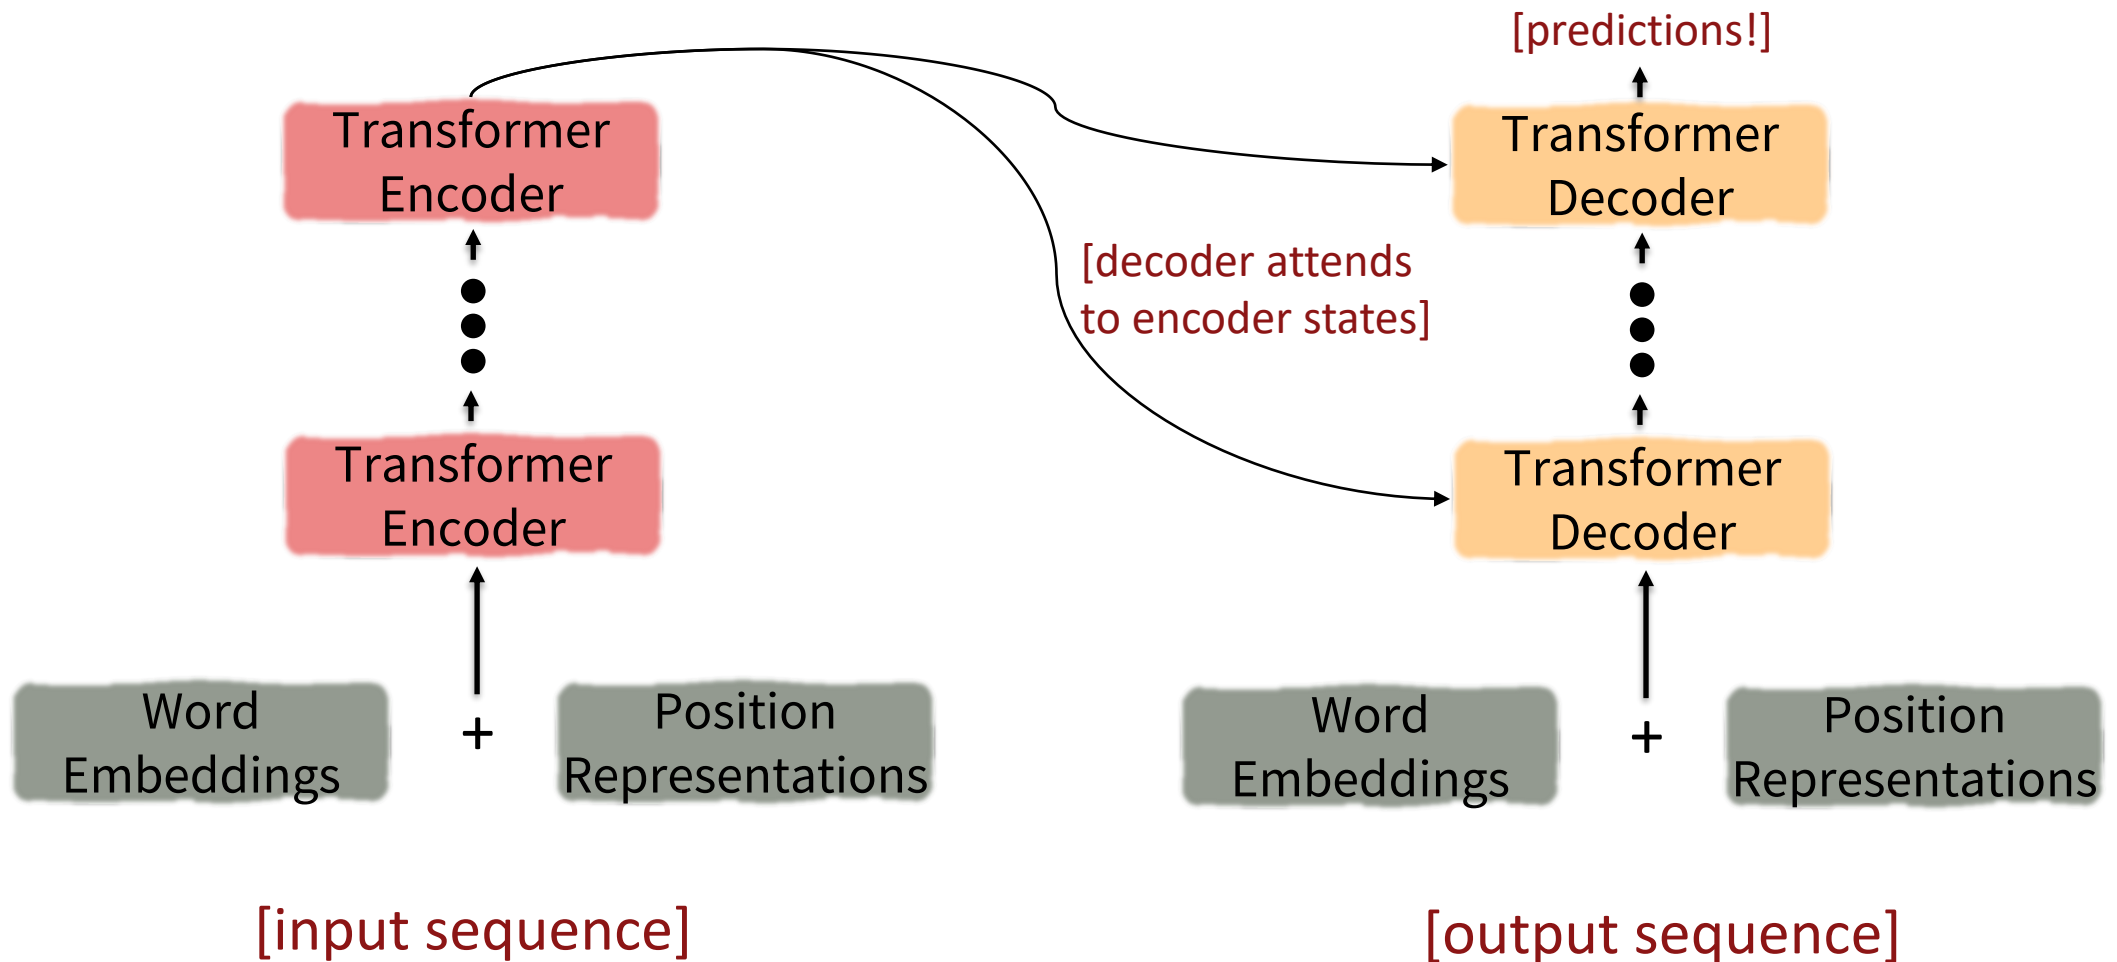 [predictions!]
Transformer
Encoder
Transformer
Decoder
[decoder attends
to encoder states]
Transformer
Encoder
Transformer
Decoder
Word
Embeddings
+
Position
Representations
Word
Embeddings
+
Position
Representations
[input sequence]
[output sequence]